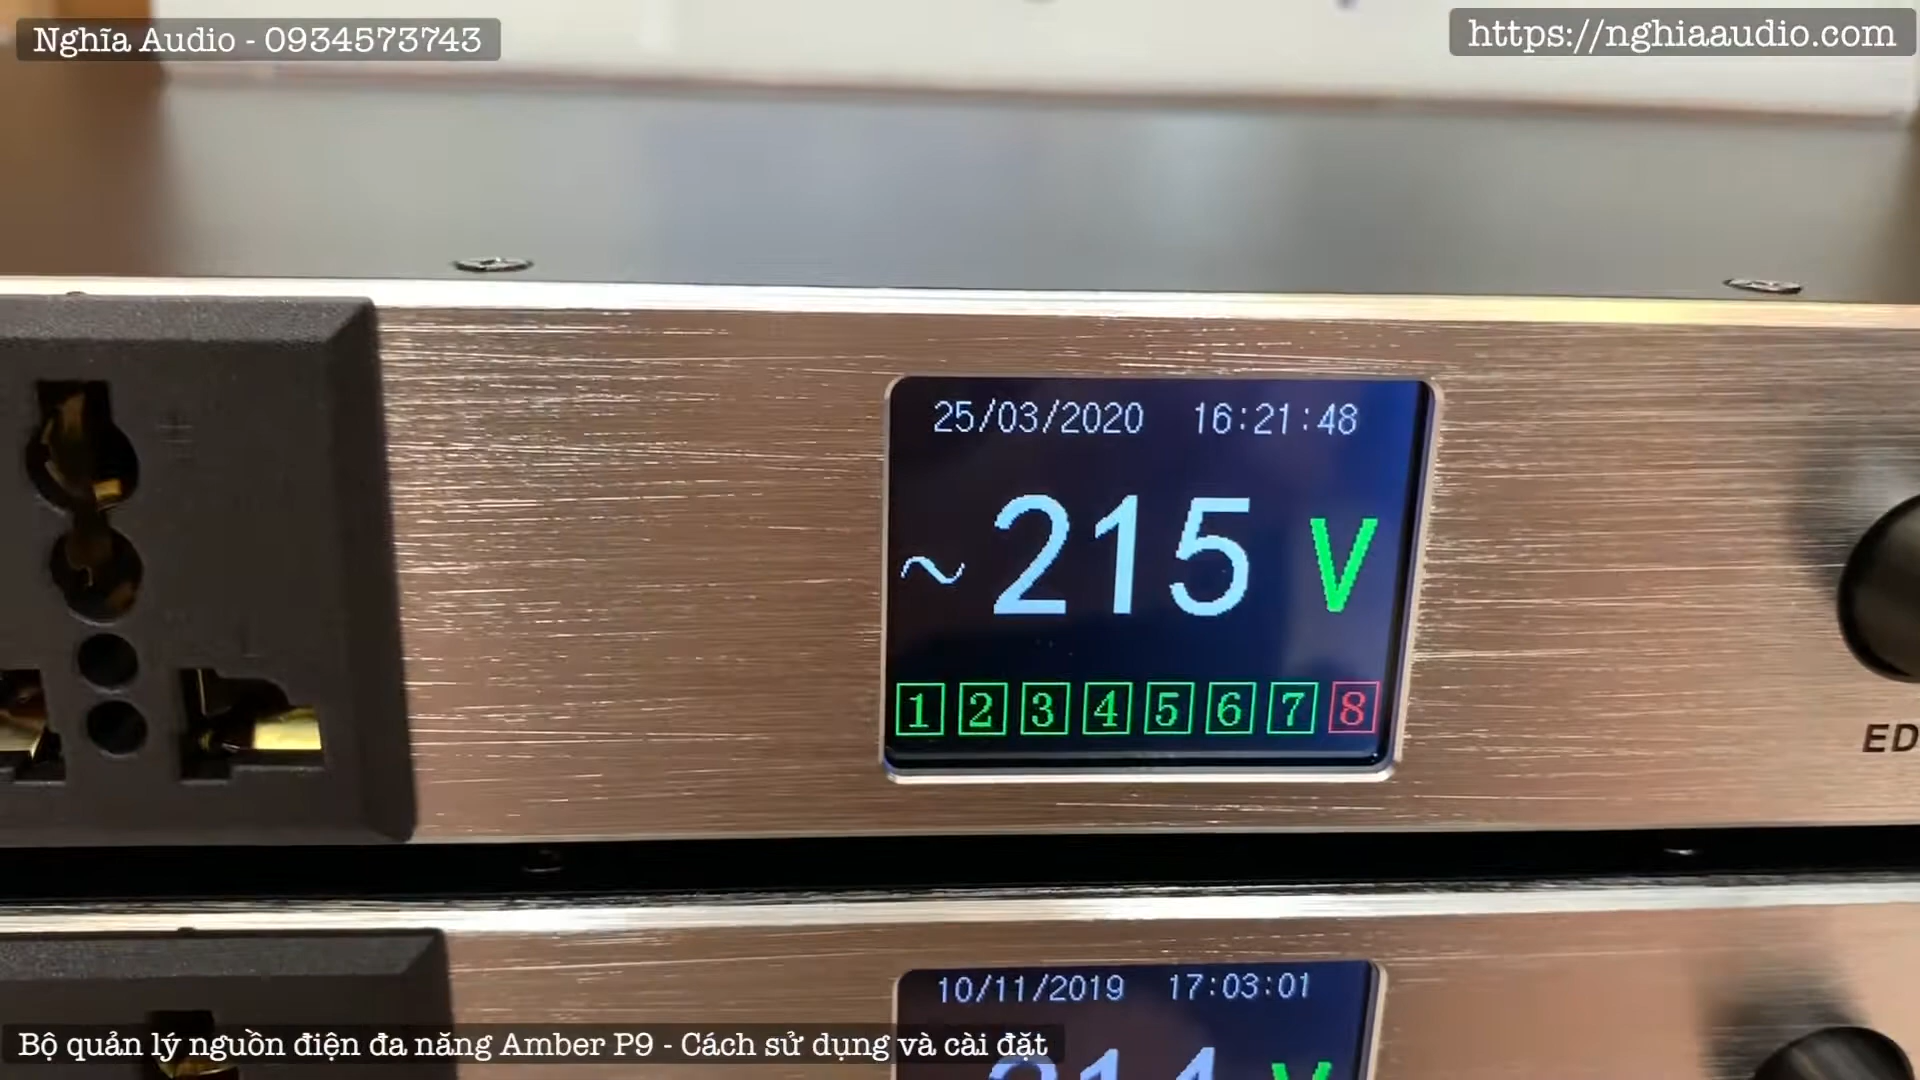 Nghĩa Audio - 0934573743
https://nghiaaudio.com
25/03/2020 16:21:48
~215 V
1 2 3 4 5 6 7 8
10/11/2019 17:03:01
214 V
Bộ quản lý nguồn điện đa năng Amber P9 - Cách sử dụng và cài đặt